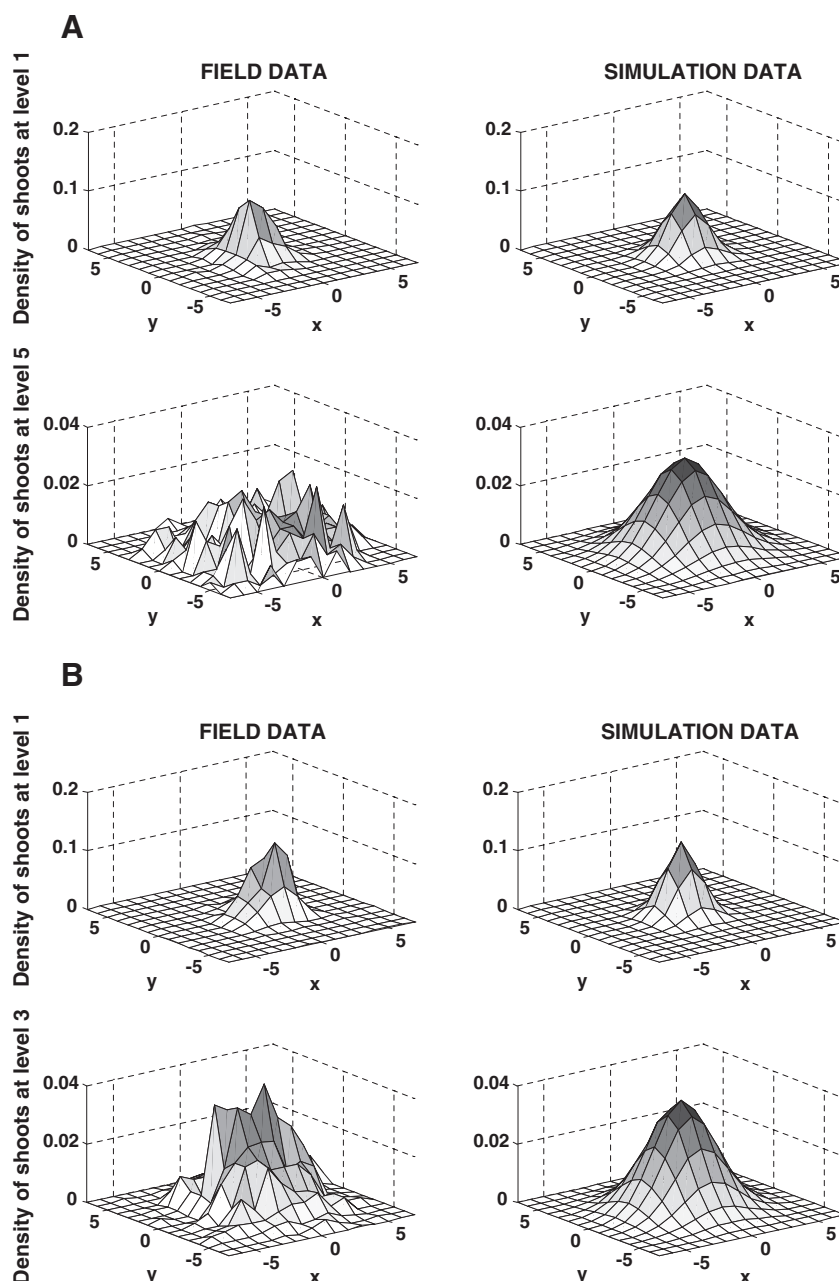 A
FIELD DATA
SIMULATION DATA
Density of shoots at level 1
0.2
0.1
0
5
0
-5
y
-5
0
5
x
0.2
0.1
0
5
0
-5
y
-5
0
5
x
Density of shoots at level 5
0.04
0.02
0
5
0
-5
y
-5
0
5
x
0.04
0.02
0
5
0
-5
y
-5
0
5
x
B
FIELD DATA
SIMULATION DATA
Density of shoots at level 1
0.2
0.1
0
5
0
-5
y
-5
0
5
x
0.2
0.1
0
5
0
-5
y
-5
0
5
x
Density of shoots at level 3
0.04
0.02
0
5
0
-5
y
-5
0
5
x
0.04
0.02
0
5
0
-5
y
-5
0
5
x